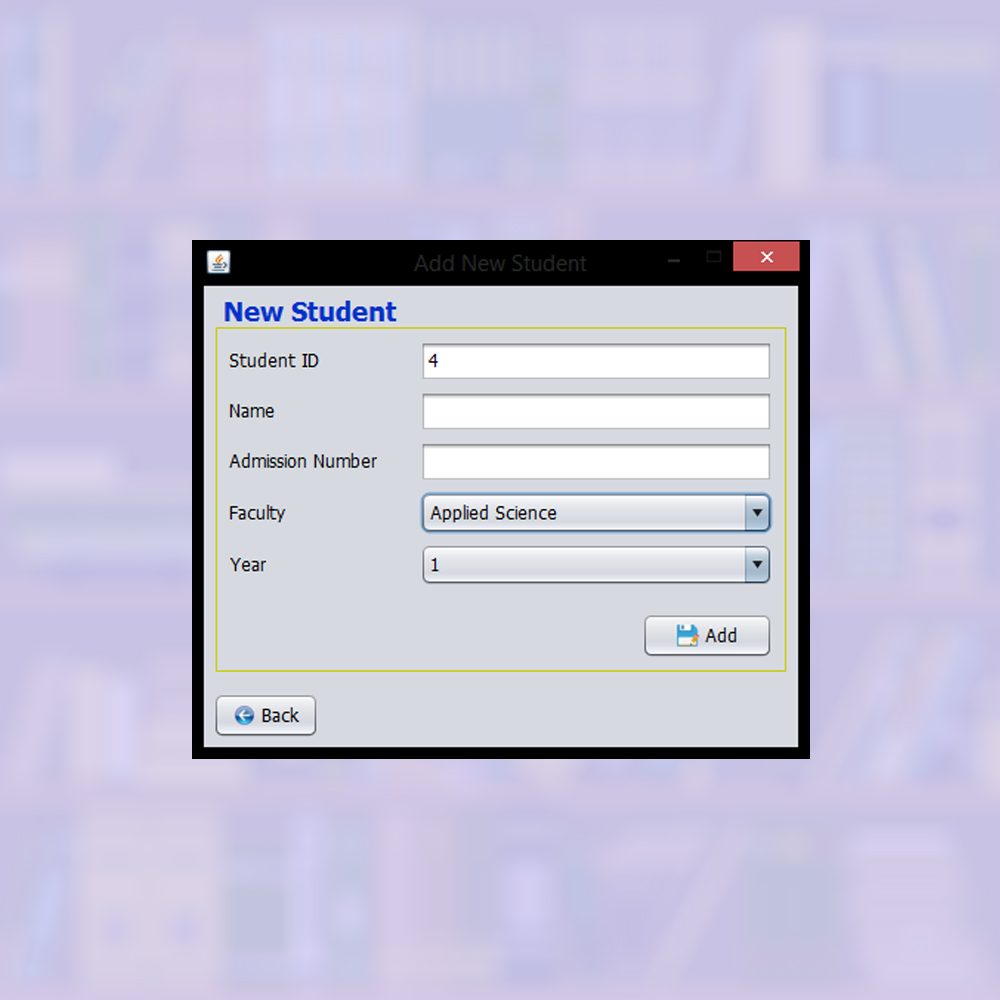 Add New Student
New Student
Student ID 4
Name
Admission Number
Faculty Applied Science
Year 1
Add
Back